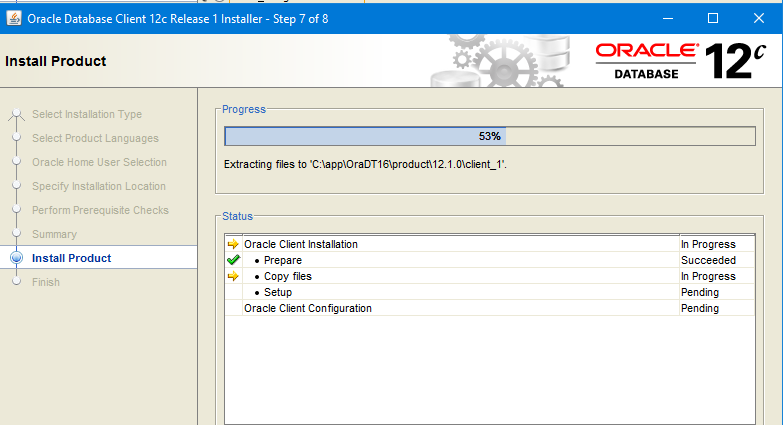 Oracle Database Client 12c Release 1 Installer - Step 7 of 8
Install Product
ORACLE®
DATABASE
12c
Select Installation Type
Select Product Languages
Oracle Home User Selection
Specify Installation Location
Perform Prerequisite Checks
Summary
Install Product
Finish
Progress
53%
Extracting files to 'C:\app\OraDT16\product\12.1.0\client_1'.
Status
Oracle Client Installation In Progress
• Prepare Succeeded
• Copy files In Progress
• Setup Pending
Oracle Client Configuration Pending